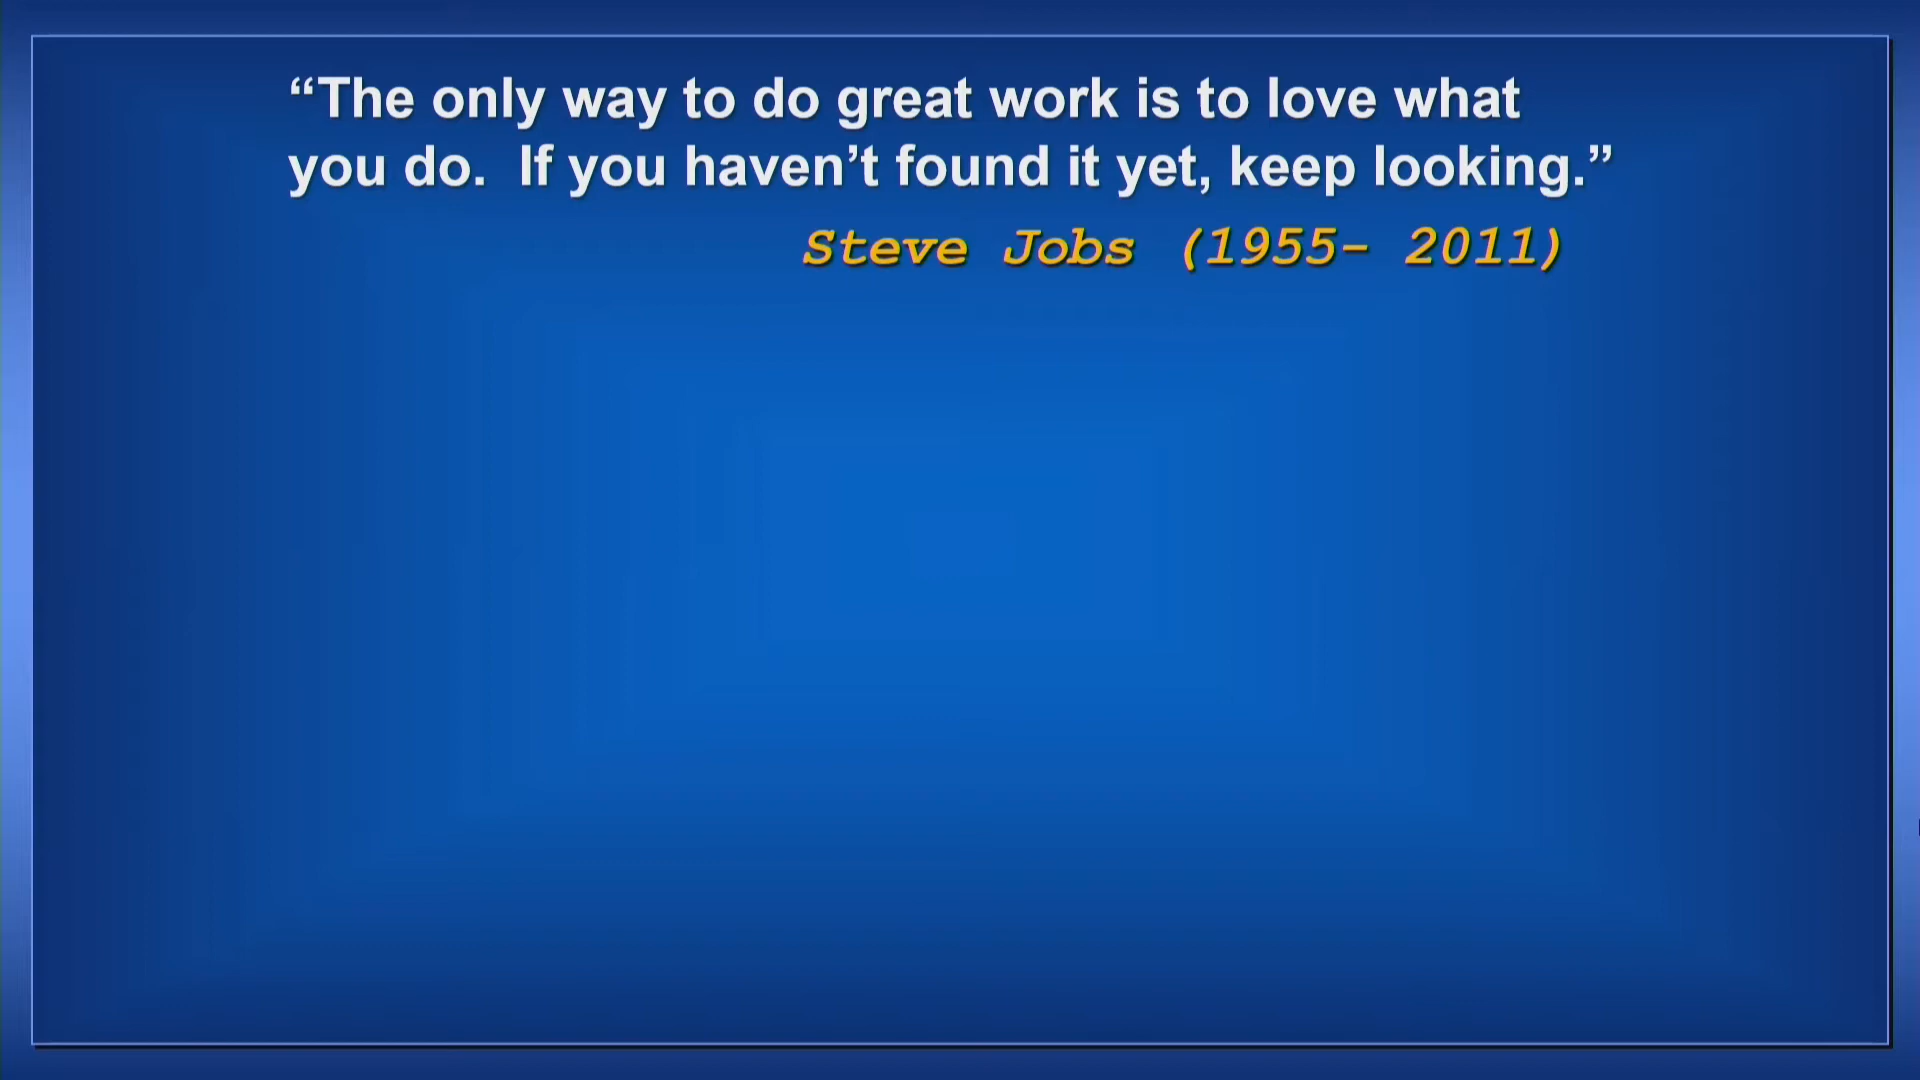 “The only way to do great work is to love what
you do.  If you haven’t found it yet, keep looking.”
Steve Jobs (1955– 2011)